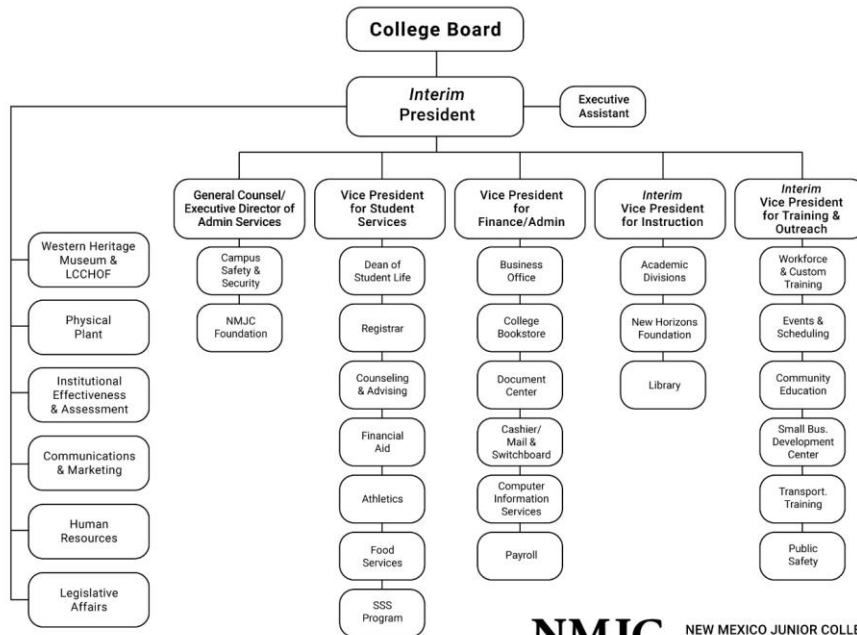 College Board
Interim
President
Executive
Assistant
General Counsel/
Executive Director of
Admin Services
Vice President
for Student
Services
Vice President
for
Finance/Admin
Interim
Vice President
for Instruction
Interim
Vice President
for Training &
Outreach
Western Heritage
Museum &
LCCHOF
Physical
Plant
Institutional
Effectiveness
& Assessment
Communications
& Marketing
Human
Resources
Legislative
Affairs
Campus
Safety &
Security
NMJC
Foundation
Dean of
Student Life
Registrar
Counseling
& Advising
Financial
Aid
Athletics
Food
Services
SSS
Program
Business
Office
College
Bookstore
Document
Center
Cashier/
Mail &
Switchboard
Computer
Information
Services
Payroll
Academic
Divisions
New Horizons
Foundation
Library
Workforce
& Custom
Training
Events &
Scheduling
Community
Education
Small Bus.
Development
Center
Transport.
Training
Public
Safety
NMJC
NEW MEXICO JUNIOR COLLE